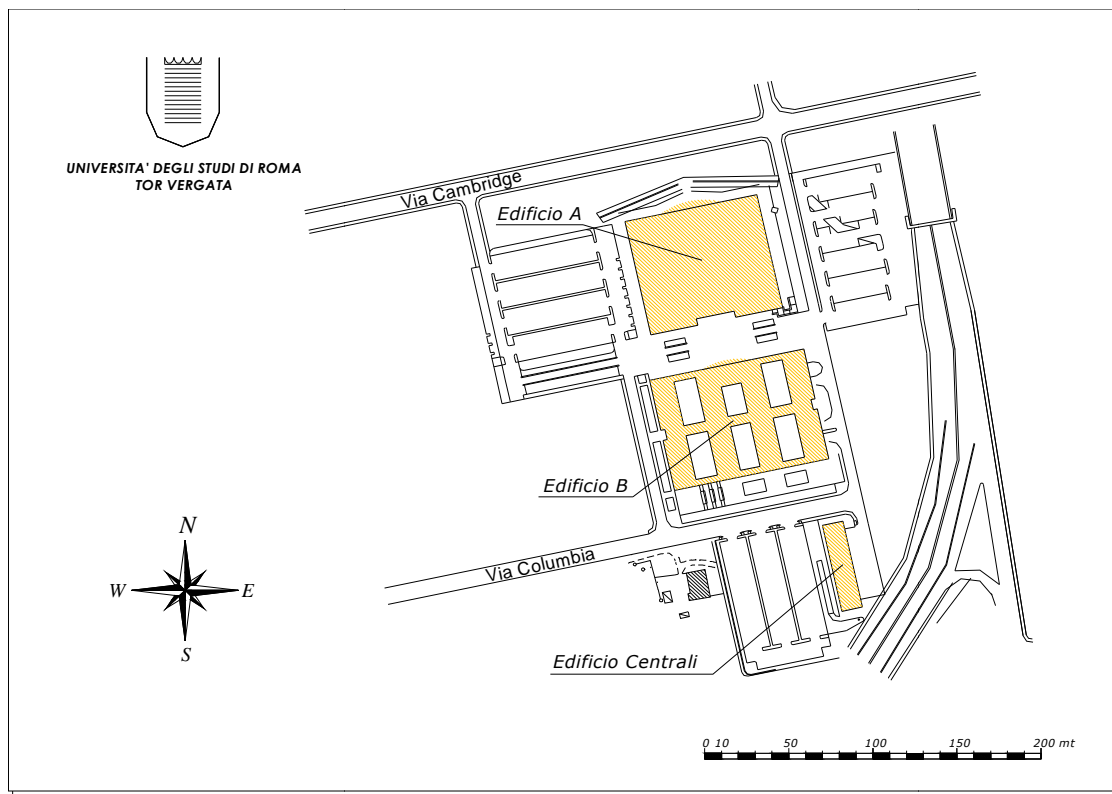 UNIVERSITA' DEGLI STUDI DI ROMA
TOR VERGATA
Via Cambridge
Edificio A
Edificio B
Via Columbia
Edificio Centrali
N
W E
S
0 10 50 100 150 200 mt